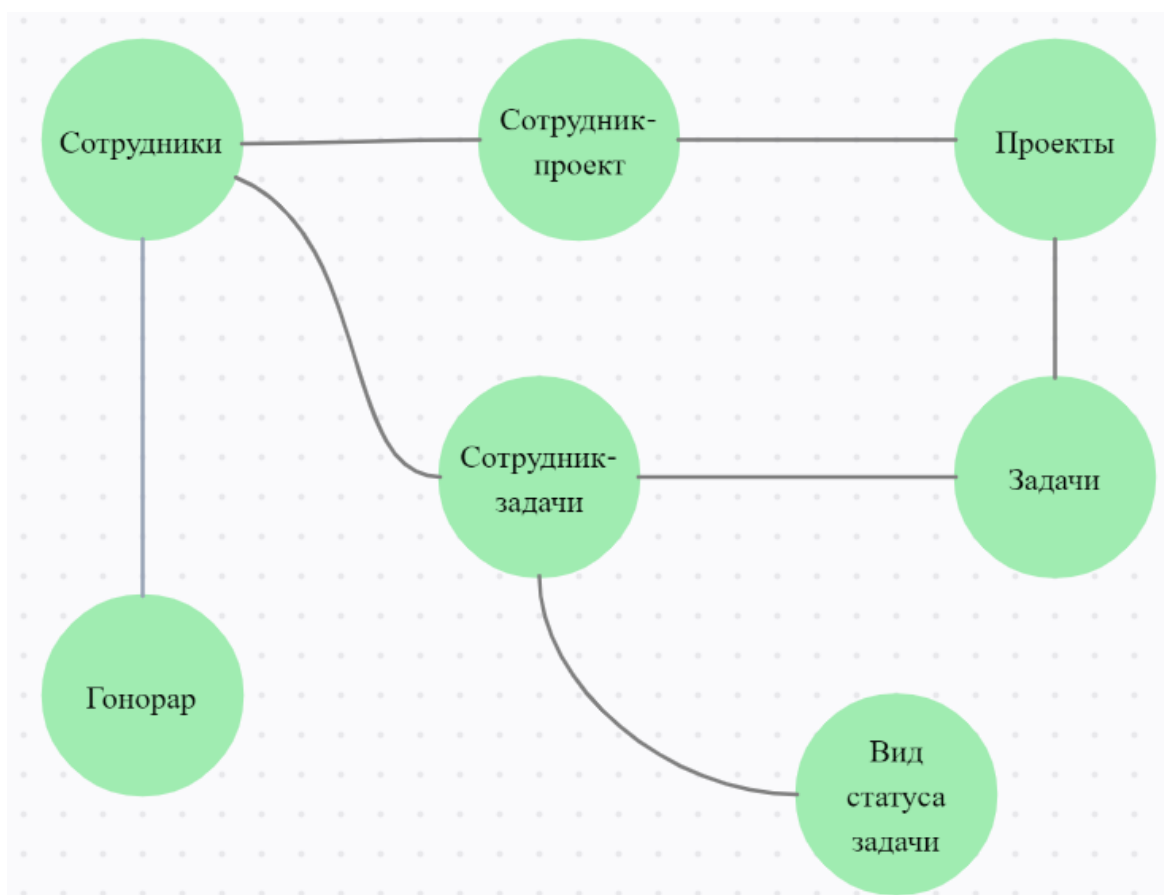 Сотрудники
Сотрудник-
проект
Проекты
Сотрудник-
задачи
Задачи
Гонорар
Вид
статуса
задачи